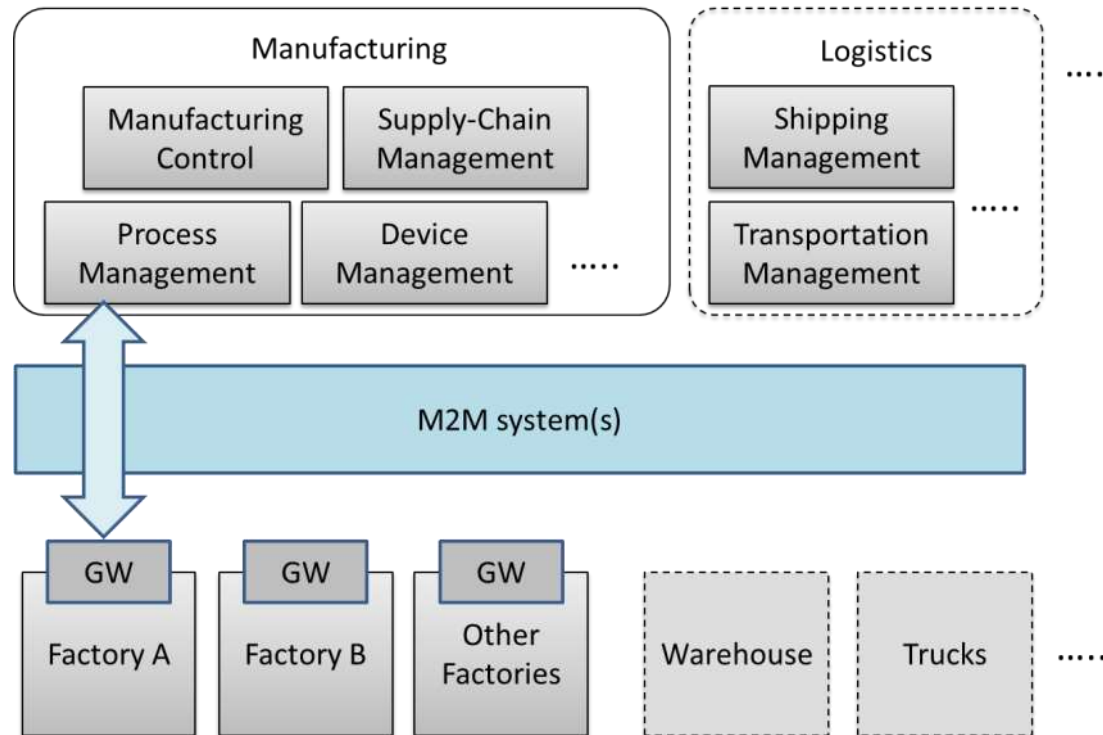 Manufacturing
Logistics
.....
Manufacturing
Control
Supply-Chain
Management
Shipping
Management
.....
Process
Management
Device
Management
.....
Transportation
Management
M2M system(s)
GW
GW
GW
Factory A
Factory B
Other
Factories
Warehouse
Trucks
.....